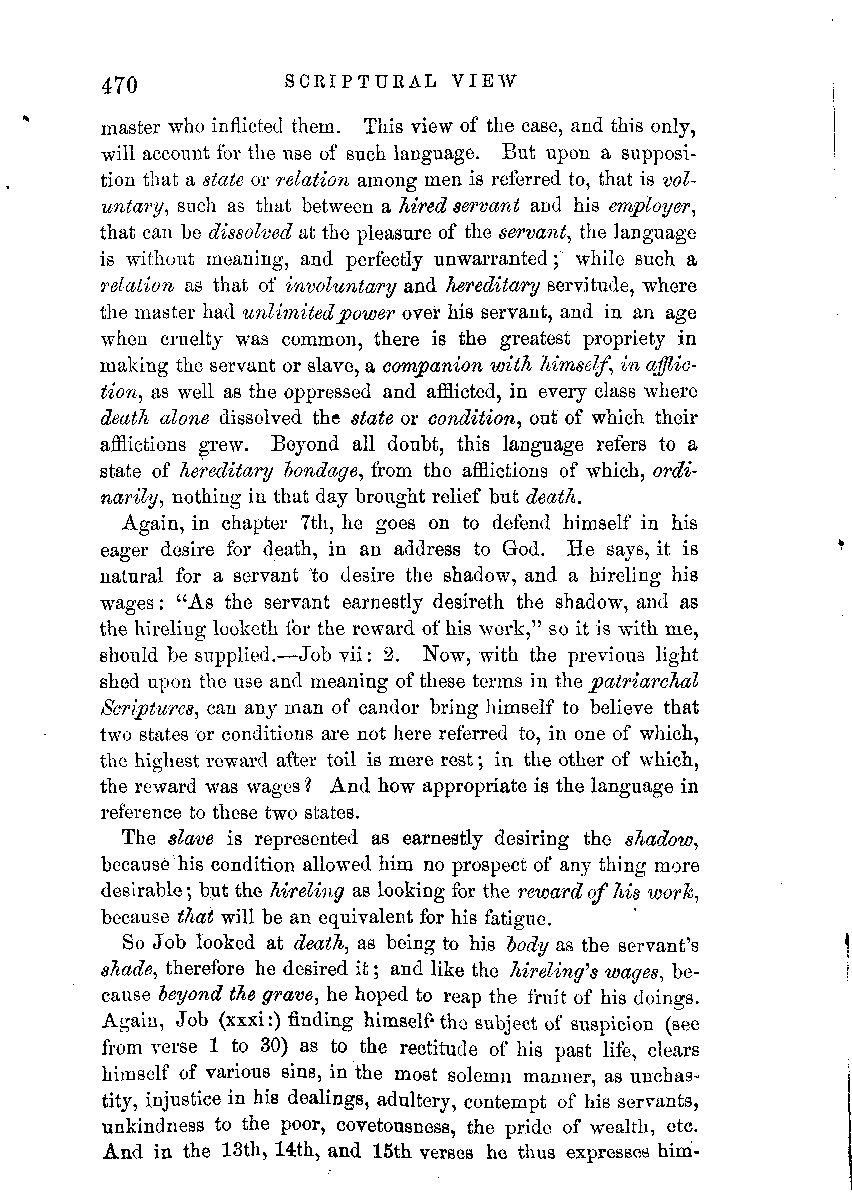 470 SCRIPTURAL VIEW
master who inflicted them. This view of the case, and this only,
will account for the use of such language. But upon a supposi-
tion that a state or relation among men is referred to, that is vol-
untary, such as that between a hired servant and his employer,
that can be dissolved at the pleasure of the servant, the language
is without meaning, and perfectly unwarranted; while such a
relation as that of involuntary and hereditary servitude, where
the master had unlimited power over his servant, and in an age
when cruelty was common, there is the greatest propriety in
making the servant or slave, a companion with himself, in afflic-
tion, as well as the oppressed and afflicted, in every class where
death alone dissolved the state or condition, out of which their
afflictions grew. Beyond all doubt, this language refers to a
state of hereditary bondage, from the afflictions of which, ordi-
narily, nothing in that day brought relief but death.
Again, in chapter 7th, he goes on to defend himself in his
eager desire for death, in an address to God. He says, it is
natural for a servant to desire the shadow, and a hireling his
wages: "As the servant earnestly desireth the shadow, and as
the hireling looketh for the reward of his work," so it is with me,
should be supplied.—Job vii: 2. Now, with the previous light
shed upon the use and meaning of these terms in the patriarchal
Scriptures, can any man of candor bring himself to believe that
two states or conditions are not here referred to, in one of which,
the highest reward after toil is mere rest; in the other of which,
the reward was wages? And how appropriate is the language in
reference to these two states.
The slave is represented as earnestly desiring the shadow,
because his condition allowed him no prospect of any thing more
desirable; but the hireling as looking for the reward of his work,
because that will be an equivalent for his fatigue.
So Job looked at death, as being to his body as the servant's
shade, therefore he desired it; and like the hireling's wages, be-
cause beyond the grave, he hoped to reap the fruit of his doings.
Again, Job (xxxi:) finding himself the subject of suspicion (see
from verse 1 to 30) as to the rectitude of his past life, clears
himself of various sins, in the most solemn manner, as unchas-
tity, injustice in his dealings, adultery, contempt of his servants,
unkindness to the poor, covetousness, the pride of wealth, etc.
And in the 13th, 14th, and 15th verses he thus expresses him-